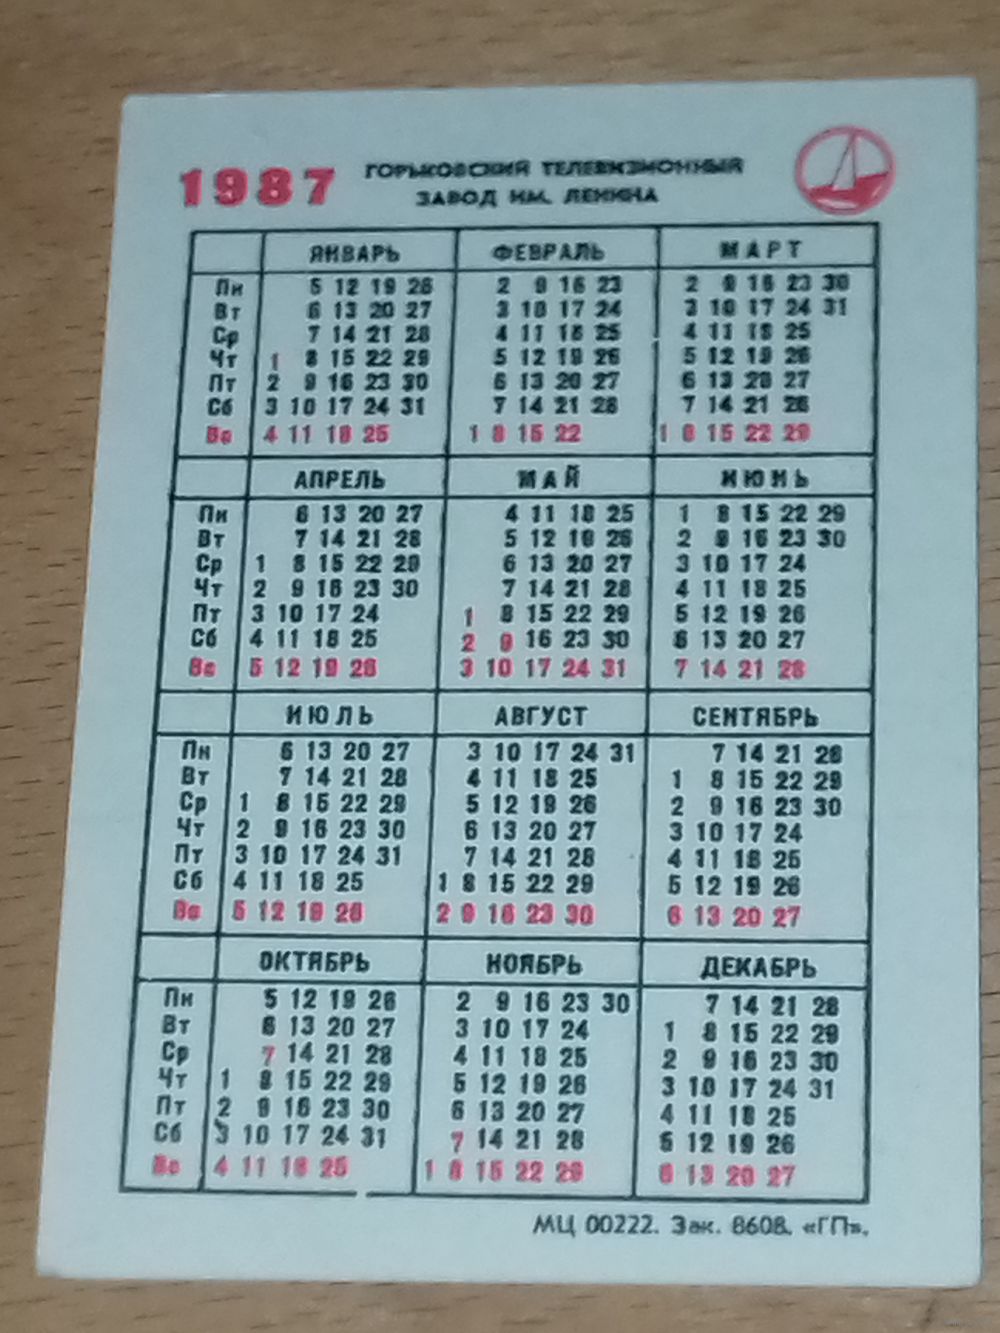 1987 ГОРЬКОВСКИЙ ТЕЛЕВИЗИОННЫЙ
ЗАВОД ИМ. ЛЕНИНА
ЯНВАРЬ ФЕВРАЛЬ МАРТ
Пн 5 12 19 26 2 9 16 23 2 9 16 23 30
Вт 6 13 20 27 3 10 17 24 3 10 17 24 31
Ср 7 14 21 28 4 11 18 25 4 11 18 25
Чт 1 8 15 22 29 5 12 19 26 5 12 19 26
Пт 2 9 16 23 30 6 13 20 27 6 13 20 27
Сб 3 10 17 24 31 7 14 21 28 7 14 21 28
Вс 4 11 18 25 1 8 15 22 1 8 15 22 29
АПРЕЛЬ МАЙ ИЮНЬ
Пн 6 13 20 27 4 11 18 25 1 8 15 22 29
Вт 7 14 21 28 5 12 19 26 2 9 16 23 30
Ср 1 8 15 22 29 6 13 20 27 3 10 17 24
Чт 2 9 16 23 30 7 14 21 28 4 11 18 25
Пт 3 10 17 24 1 8 15 22 29 5 12 19 26
Сб 4 11 18 25 2 9 16 23 30 6 13 20 27
Вс 5 12 19 26 3 10 17 24 31 7 14 21 28
ИЮЛЬ АВГУСТ СЕНТЯБРЬ
Пн 6 13 20 27 3 10 17 24 31 7 14 21 28
Вт 7 14 21 28 4 11 18 25 1 8 15 22 29
Ср 1 8 15 22 29 5 12 19 26 2 9 16 23 30
Чт 2 9 16 23 30 6 13 20 27 3 10 17 24
Пт 3 10 17 24 31 7 14 21 28 4 11 18 25
Сб 4 11 18 25 1 8 15 22 29 5 12 19 26
Вс 5 12 19 26 2 9 16 23 30 6 13 20 27
ОКТЯБРЬ НОЯБРЬ ДЕКАБРЬ
Пн 5 12 19 26 2 9 16 23 30 7 14 21 28
Вт 6 13 20 27 3 10 17 24 1 8 15 22 29
Ср 7 14 21 28 4 11 18 25 2 9 16 23 30
Чт 1 8 15 22 29 5 12 19 26 3 10 17 24 31
Пт 2 9 16 23 30 6 13 20 27 4 11 18 25
Сб 3 10 17 24 31 7 14 21 28 5 12 19 26
Вс 4 11 18 25 1 8 15 22 29 6 13 20 27
МЦ 00222. Зак. 8608. «ГП».